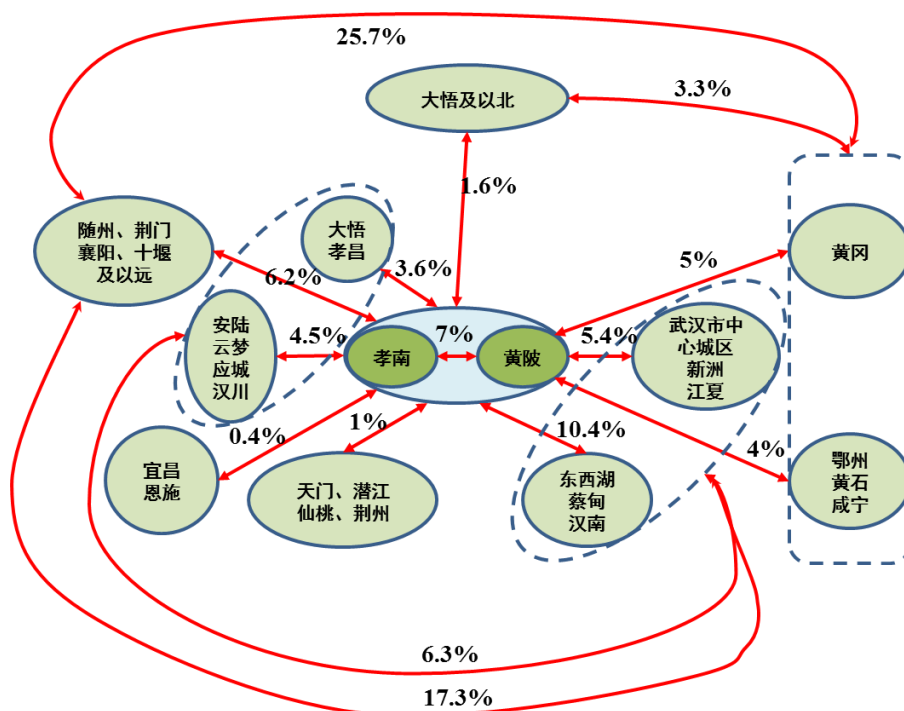 25.7%
大悟及以北
3.3%
1.6%
随州、荆门
襄阳、十堰
及以远
大悟
孝昌
黄冈
6.2%
3.6%
5%
安陆
云梦
应城
汉川
4.5%
孝南
7%
黄陂
5.4%
武汉市中
心城区
新洲
江夏
0.4%
1%
10.4%
4%
宜昌
恩施
天门、潜江
仙桃、荆州
东西湖
蔡甸
汉南
鄂州
黄石
咸宁
6.3%
17.3%